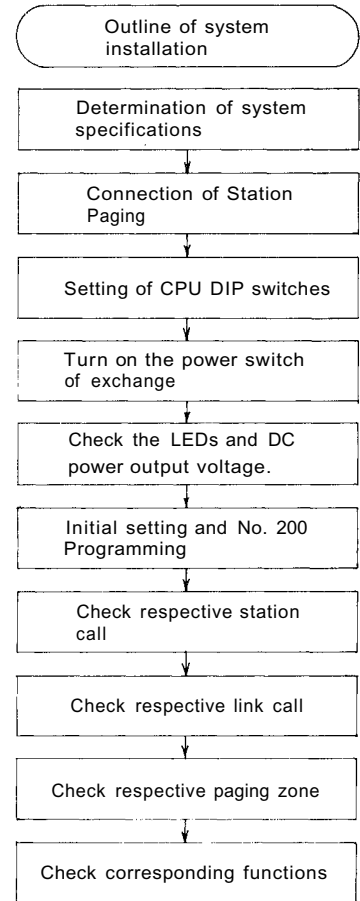 Outline of system
installation
Determination of system
specifications
Connection of Station
Paging
Setting of CPU DIP switches
Turn on the power switch
of exchange
Check the LEDs and DC
power output voltage.
Initial setting and No. 200
Programming
Check respective station
call
Check respective link call
Check respective paging zone
Check corresponding functions